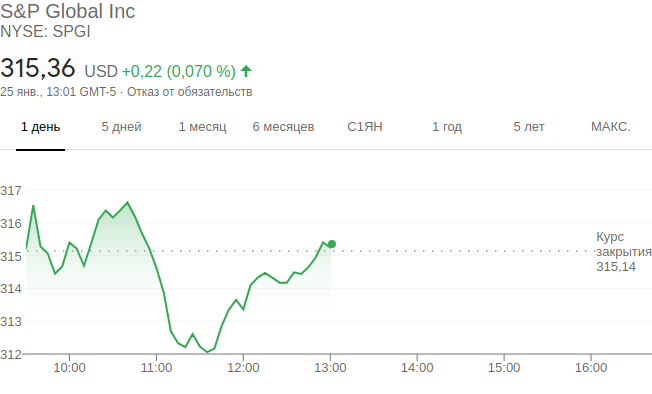 S&P Global Inc
NYSE: SPGI
315,36 USD +0,22 (0,070 %)
25 янв., 13:01 GMT-5 · Отказ от обязательств
1 день 5 дней 1 месяц 6 месяцев С1ЯН 1 год 5 лет МАКС.
317
316
Курс
315 закрытия
315,14
314
313
312
10:00 11:00 12:00 13:00 14:00 15:00 16:00